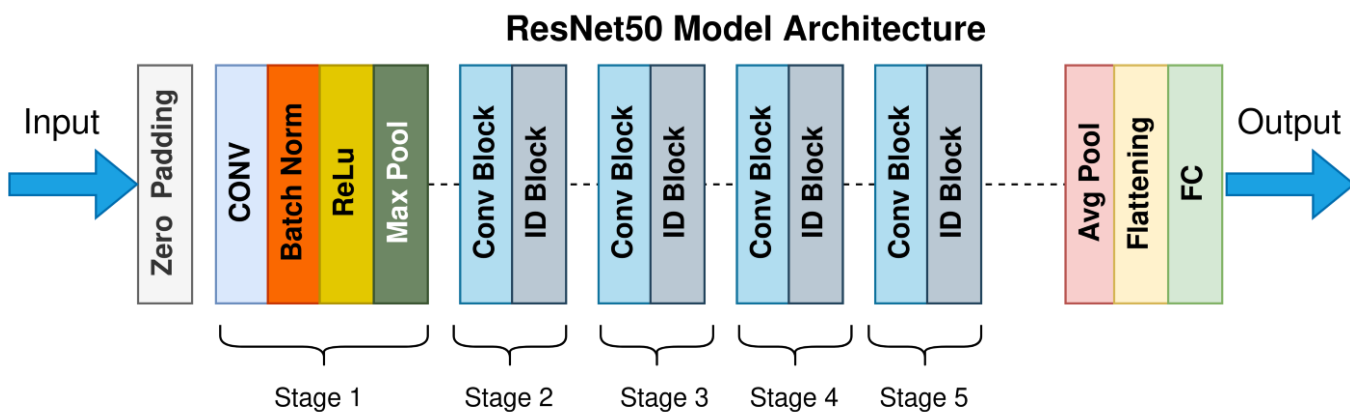 ResNet50 Model Architecture
Input
Zero Padding
CONV
Batch Norm
ReLu
Max Pool
Conv Block
ID Block
Conv Block
ID Block
Conv Block
ID Block
Conv Block
ID Block
Avg Pool
Flattening
FC
Output
Stage 1
Stage 2
Stage 3
Stage 4
Stage 5